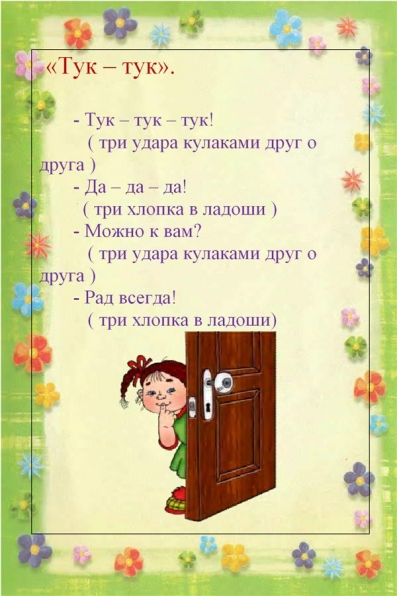 «Тук – тук».
- Тук – тук – тук!
( три удара кулаками друг о
друга )
- Да – да – да!
( три хлопка в ладоши )
- Можно к вам?
( три удара кулаками друг о
друга )
- Рад всегда!
( три хлопка в ладоши)